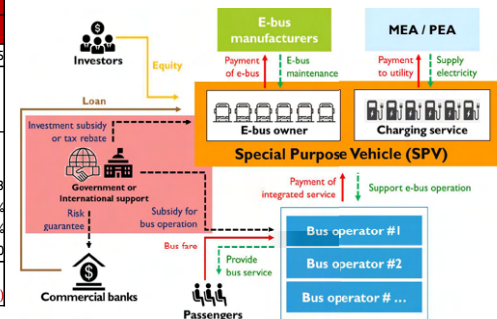 E-bus
manufacturers
MEA / PEA
Investors
Equity
Payment
of e-bus
E-bus
maintenance
Payment
to utility
Supply
electricity
Loan
E-bus owner
Charging service
Special Purpose Vehicle (SPV)
Investment subsidy
or tax rebate
Government or
International support
Risk
guarantee
Subsidy for
bus operation
Payment of
integrated service
Support e-bus operation
Bus fare
Provide
bus service
Bus operator #1
Bus operator #2
Bus operator # ...
Commercial banks
Passengers